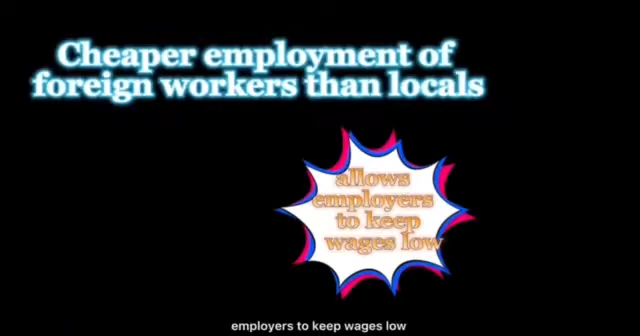 Cheaper employment of
foreign workers than locals
allows
employers
to keep
wages low
employers to keep wages low